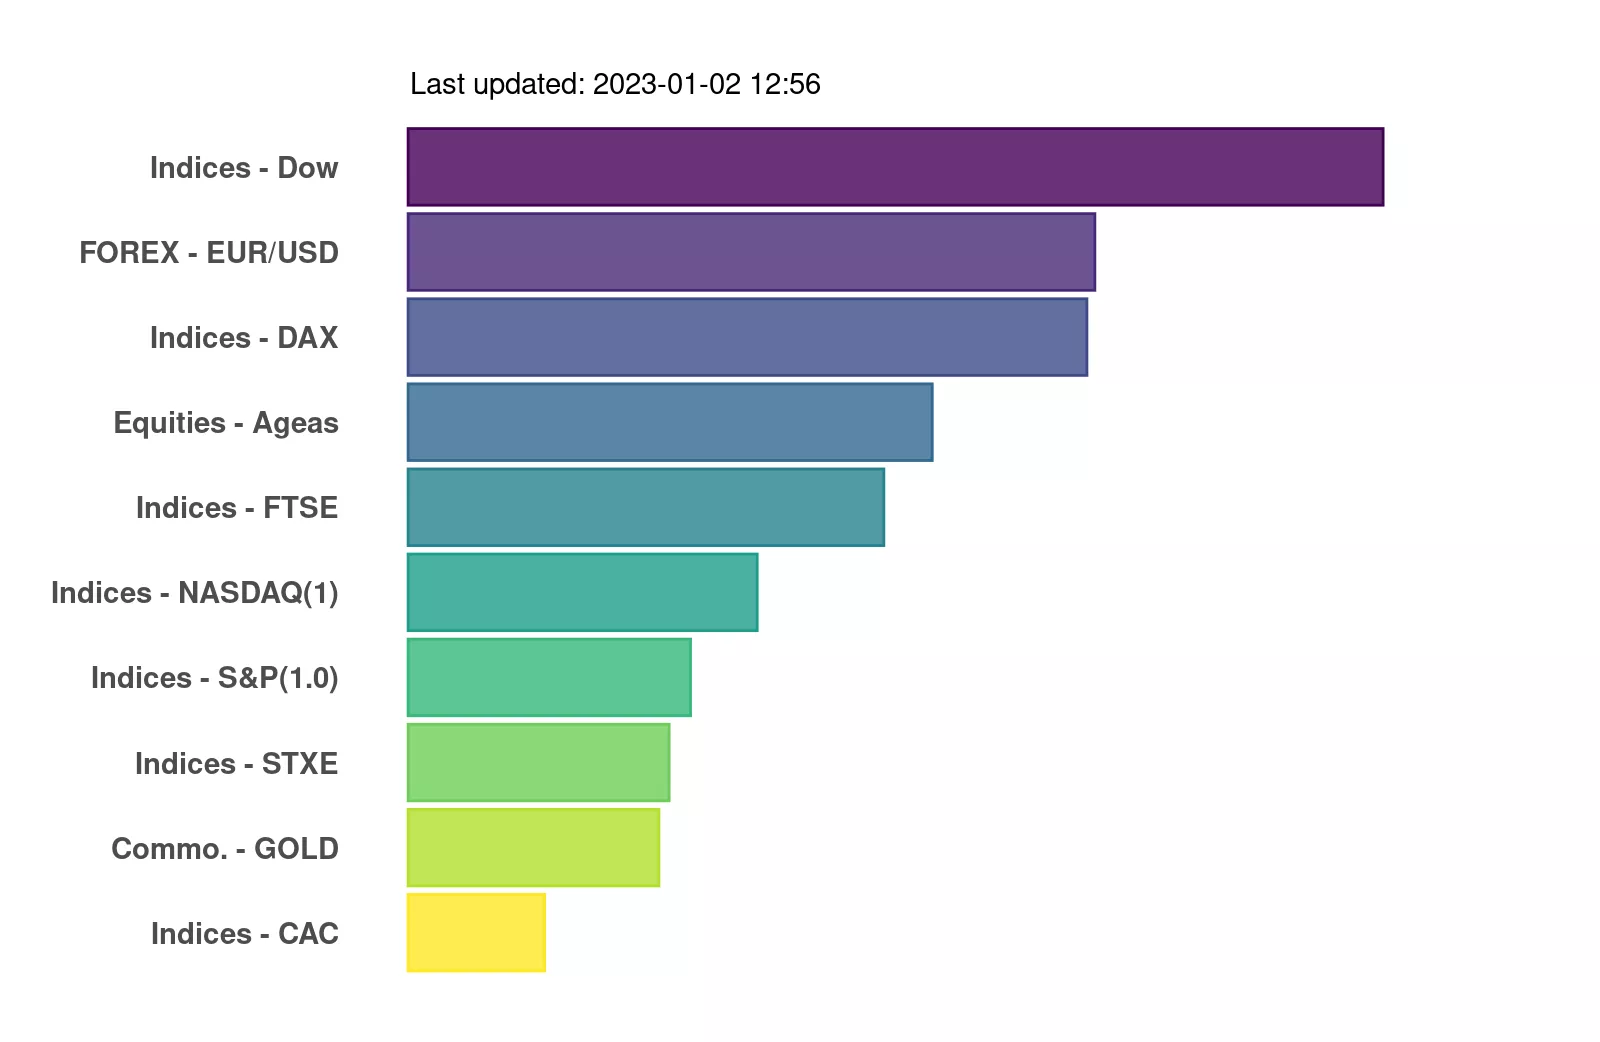 Last updated: 2023-01-02 12:56
Indices - Dow
FOREX - EUR/USD
Indices - DAX
Equities - Ageas
Indices - FTSE
Indices - NASDAQ(1)
Indices - S&P(1.0)
Indices - STXE
Commo. - GOLD
Indices - CAC